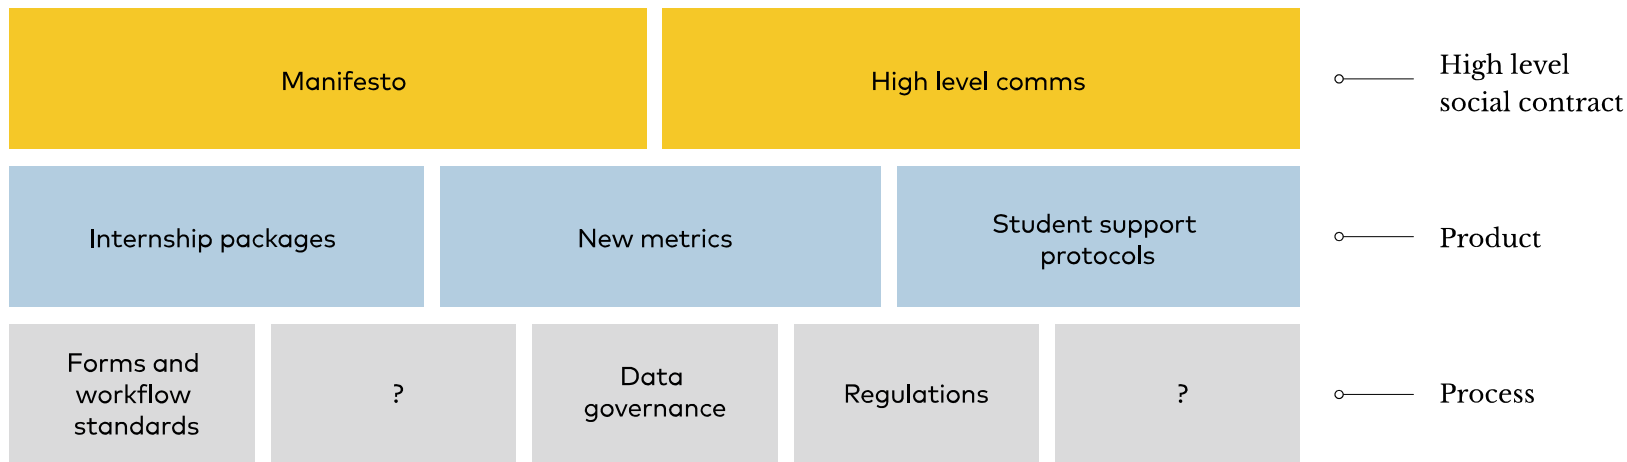 Manifesto
High level comms
High level
social contract
Internship packages
New metrics
Student support
protocols
Product
Forms and
workflow
standards
?
Data
governance
Regulations
?
Process